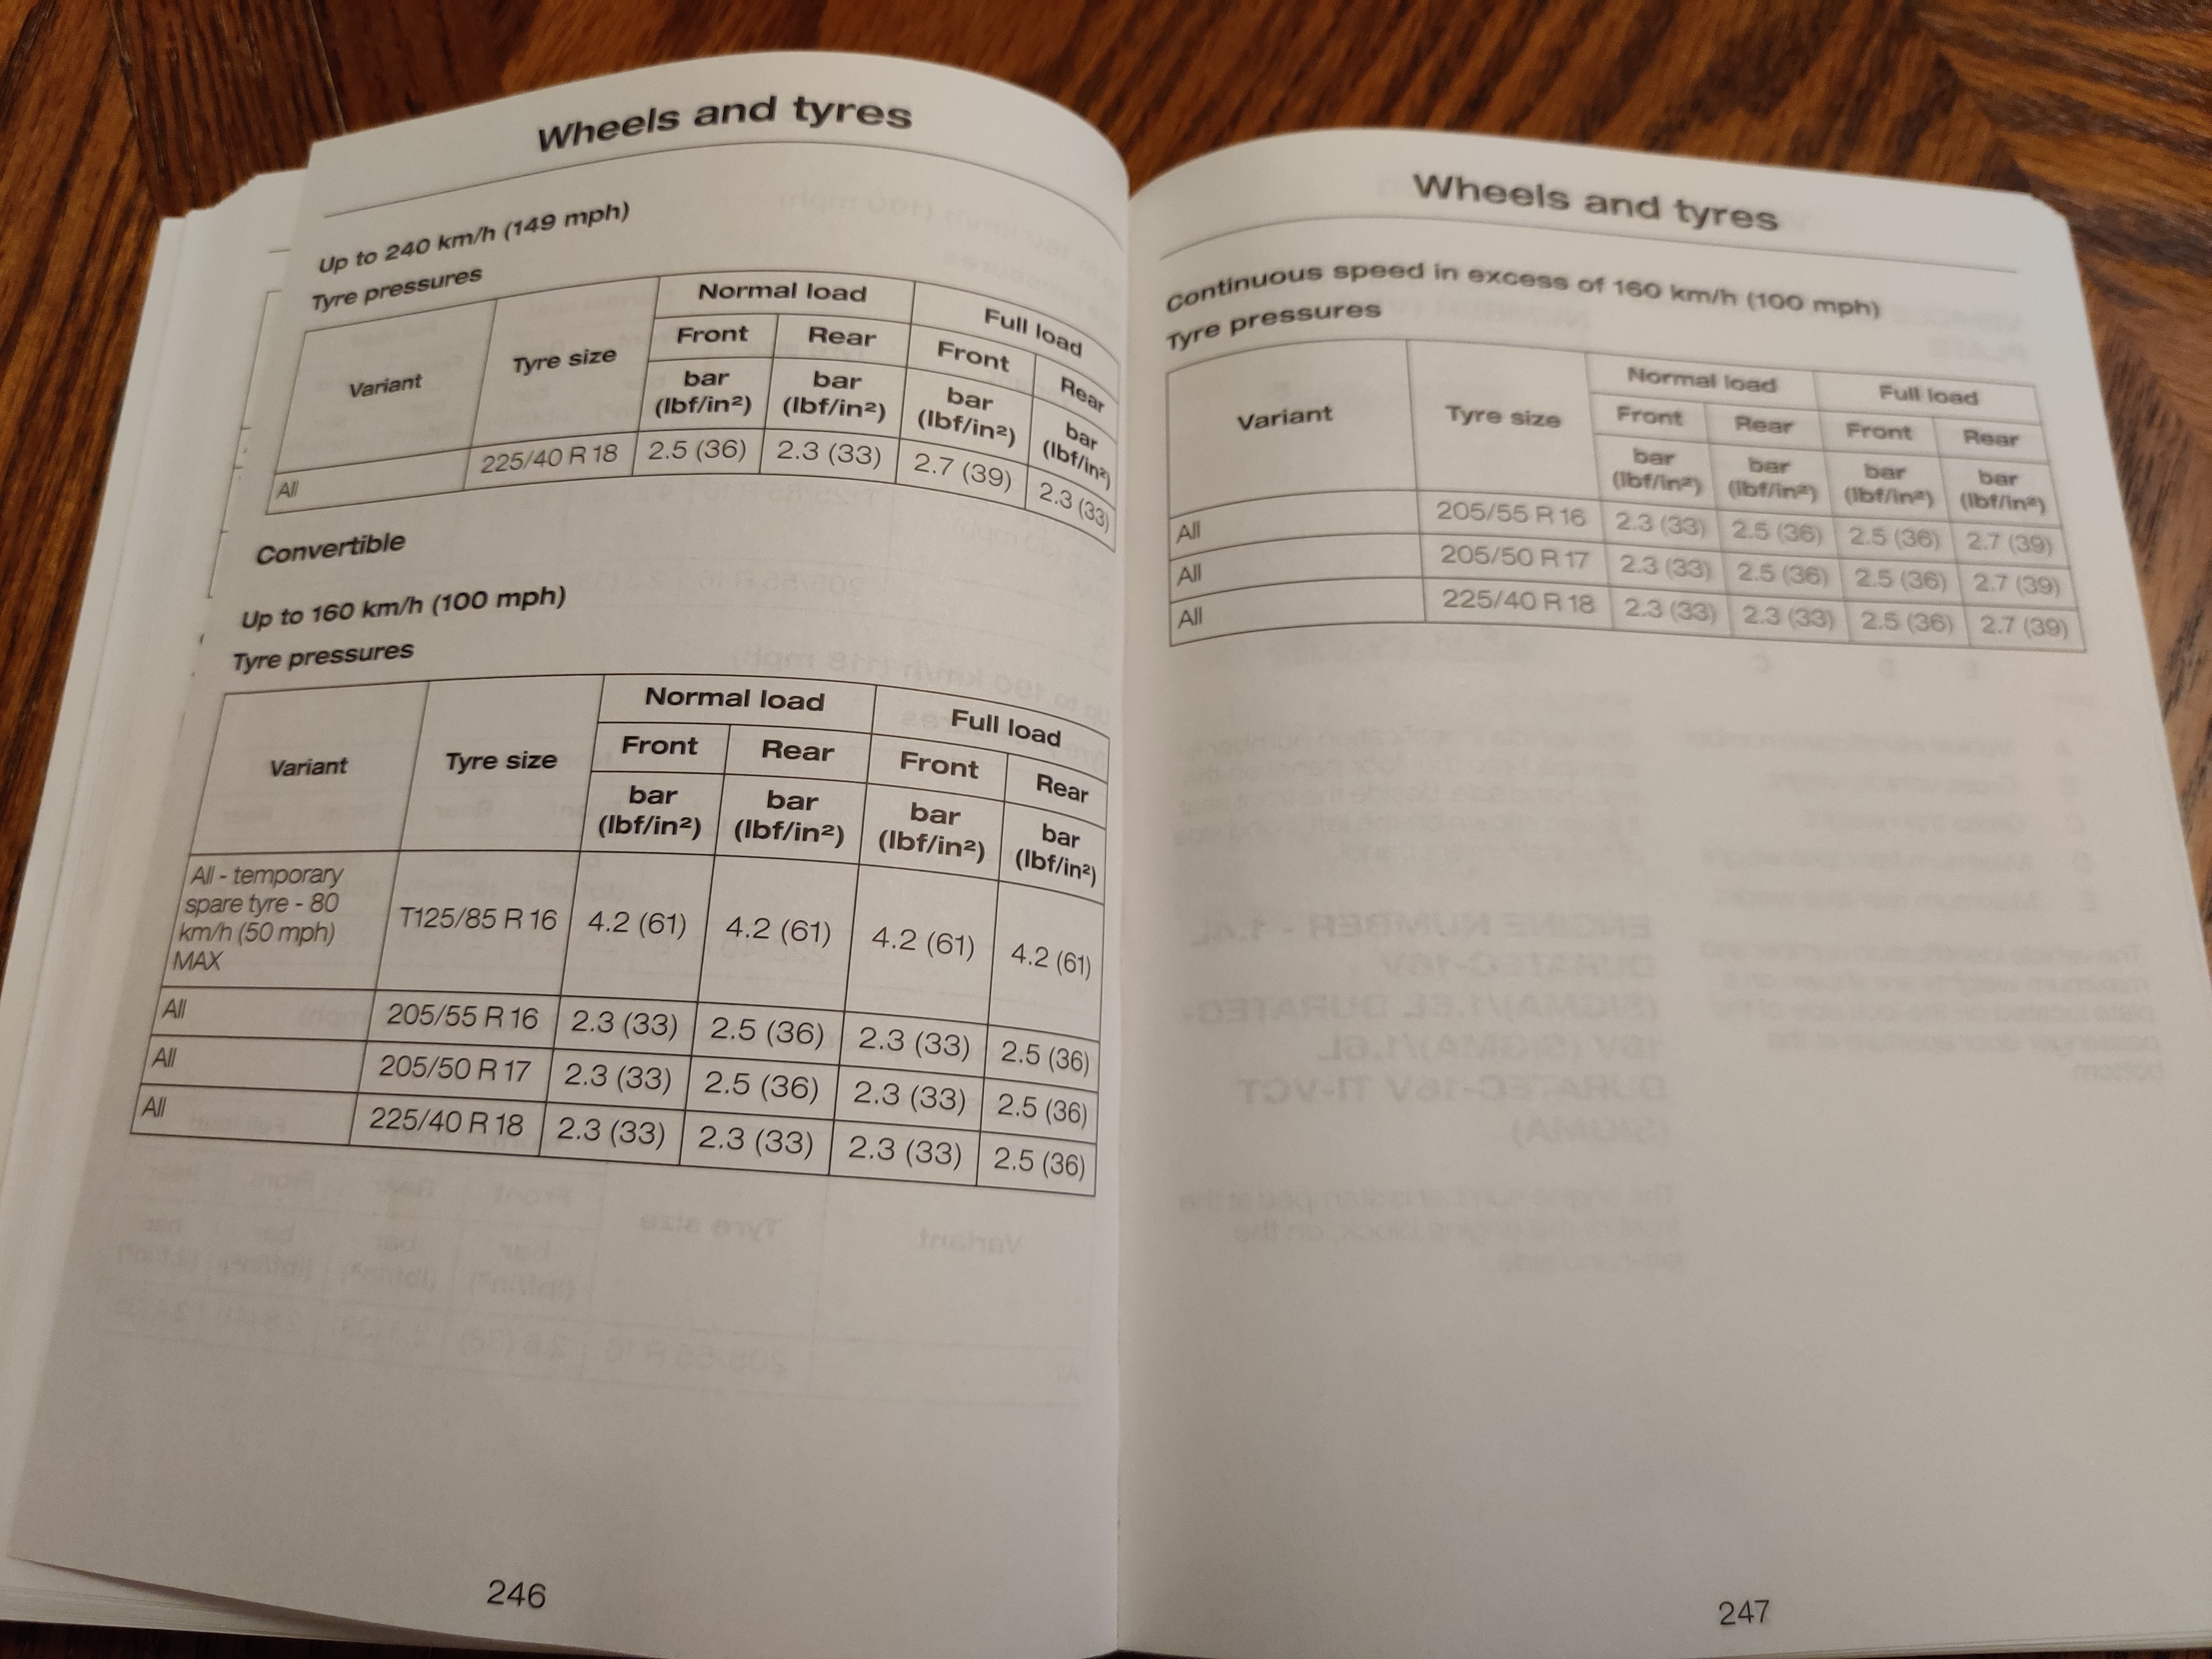 Wheels and tyres
Up to 240 km/h (149 mph)
Tyre pressures
Variant Tyre size Normal load Full load
Front Rear Front Rear
bar (lbf/in²) bar (lbf/in²) bar (lbf/in²) bar (lbf/in²)
All 225/40 R 18 2.5 (36) 2.3 (33) 2.7 (39) 2.3 (33)
Convertible
Up to 160 km/h (100 mph)
Tyre pressures
Variant Tyre size Normal load Full load
Front Rear Front Rear
bar (lbf/in²) bar (lbf/in²) bar (lbf/in²) bar (lbf/in²)
All - temporary
spare tyre - 80
km/h (50 mph)
MAX
T125/85 R 16 4.2 (61) 4.2 (61) 4.2 (61) 4.2 (61)
All 205/55 R 16 2.3 (33) 2.5 (36) 2.3 (33) 2.5 (36)
All 205/50 R 17 2.3 (33) 2.5 (36) 2.3 (33) 2.5 (36)
All 225/40 R 18 2.3 (33) 2.3 (33) 2.3 (33) 2.5 (36)
246
Wheels and tyres
Continuous speed in excess of 160 km/h (100 mph)
Tyre pressures
Variant Tyre size Normal load Full load
Front Rear Front Rear
bar (lbf/in²) bar (lbf/in²) bar (lbf/in²) bar (lbf/in²)
All 205/55 R 16 2.3 (33) 2.5 (36) 2.5 (36) 2.7 (39)
All 205/50 R 17 2.3 (33) 2.5 (36) 2.5 (36) 2.7 (39)
All 225/40 R 18 2.3 (33) 2.3 (33) 2.5 (36) 2.7 (39)
247